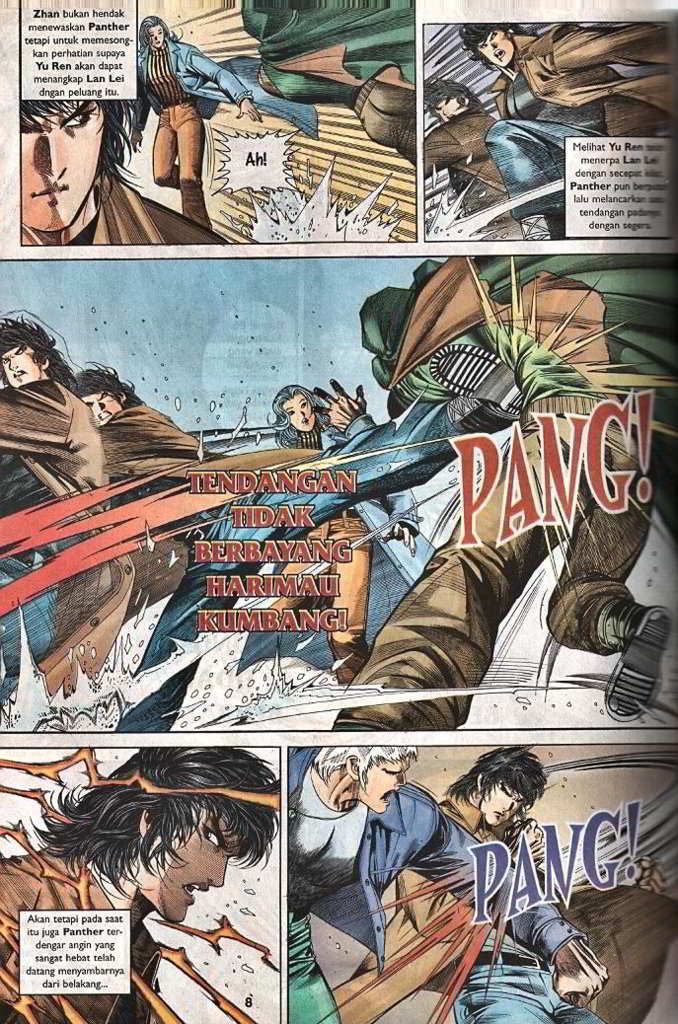 Zhan bukan hendak
menewaskan Panther
tetapi untuk memesong-
kan perhatian supaya
Yu Ren akan dapat
menangkap Lan Lei
dngan peluang itu.
Ah!
Melihat Yu Ren
menerpa Lan Lei
dengan secepat
Panther pun
lalu melancarkan
tendangan padanya
dengan segera.
TENDANGAN
TIDAK
BERBAYANG
HARIMAU
KUMBANG!
PANG!
Akan tetapi pada saat
itu juga Panther ter-
dengar angin yang
sangat hebat telah
datang menyambarnya
dari belakang...
PANG!
8